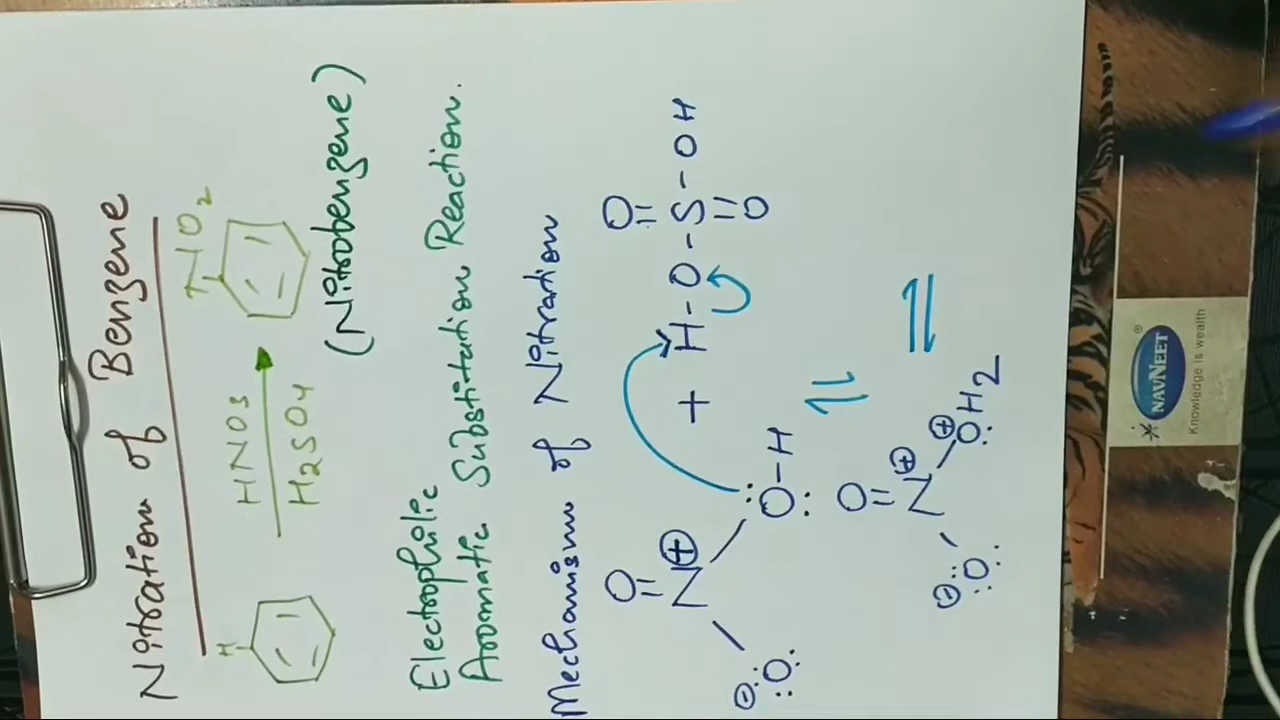 Nitration of Benzene
H HNO3 NO2
H2SO4
(Nitrobenzene)
Electrophilic
Aromatic Substitution Reaction.
Mechanism of Nitration
O O
N⊕ + H-O-S-OH
⊖:Ö: :Ö-H O
⇌
O
N⊕ ⇌
⊖:Ö: ⊕ÖH2
NAVNEET®
Knowledge is wealth